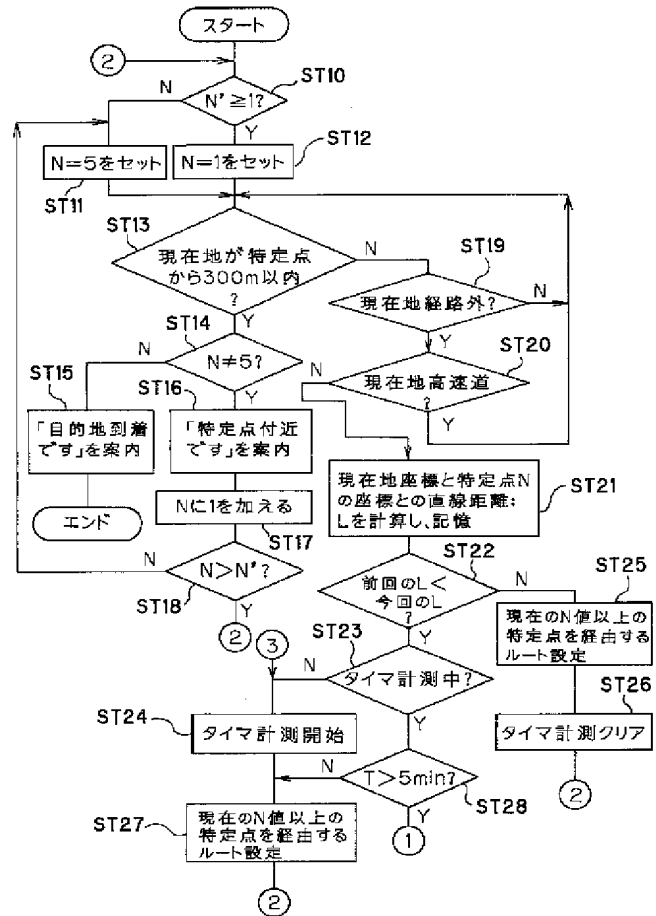 スタート
②
ST10
N
N'≧1?
Y
ST12
N=5をセット
N=1をセット
ST11
ST13
現在地が特定点
から300m以内
?
N
Y
ST19
現在地経路外?
N
Y
ST14
N≠5?
N
Y
ST20
現在地高速道
?
N
Y
ST15
「目的地到着
です」を案内
ST16
「特定点付近
です」を案内
エンド
Nに1を加える
ST17
ST21
現在地座標と特定点N
の座標との直線距離:
Lを計算し、記憶
N>N'?
N
ST18
Y
②
ST22
前回のL<
今回のL
?
N
Y
ST25
現在のN値以上の
特定点を経由する
ルート設定
ST26
タイマ計測クリア
②
③
ST23
タイマ計測中?
N
Y
ST24
タイマ計測開始
T>5min?
N
ST28
Y
①
ST27
現在のN値以上の
特定点を経由する
ルート設定
②